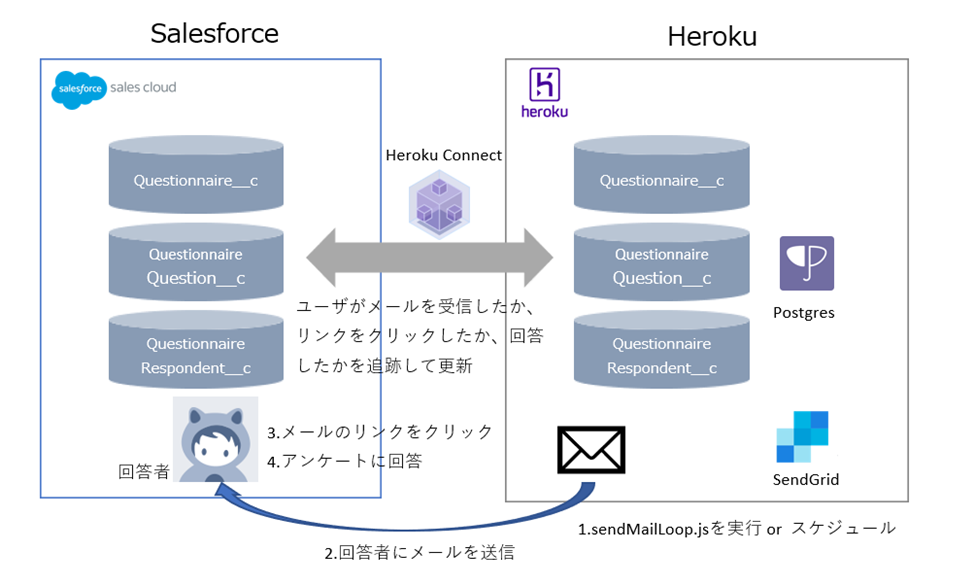 Salesforce
Heroku
salesforce
sales cloud
heroku
Questionnaire__c
Heroku Connect
Questionnaire__c
Questionnaire
Question__c
Questionnaire
Question__c
Postgres
ユーザがメールを受信したか、
リンクをクリックしたか、回答
したかを追跡して更新
Questionnaire
Respondent__c
Questionnaire
Respondent__c
回答者
3.メールのリンクをクリック
4.アンケートに回答
SendGrid
1.sendMailLoop.jsを実行 or スケジュール
2.回答者にメールを送信